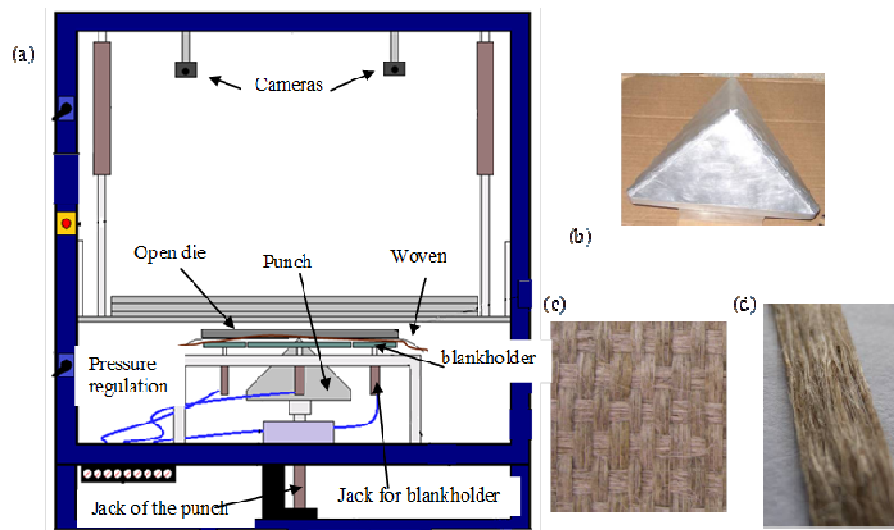 (a)
Cameras
(b)
Open die
Punch
Woven
(c)
(d)
blankholder
Pressure
regulation
Jack of the punch
Jack for blankholder